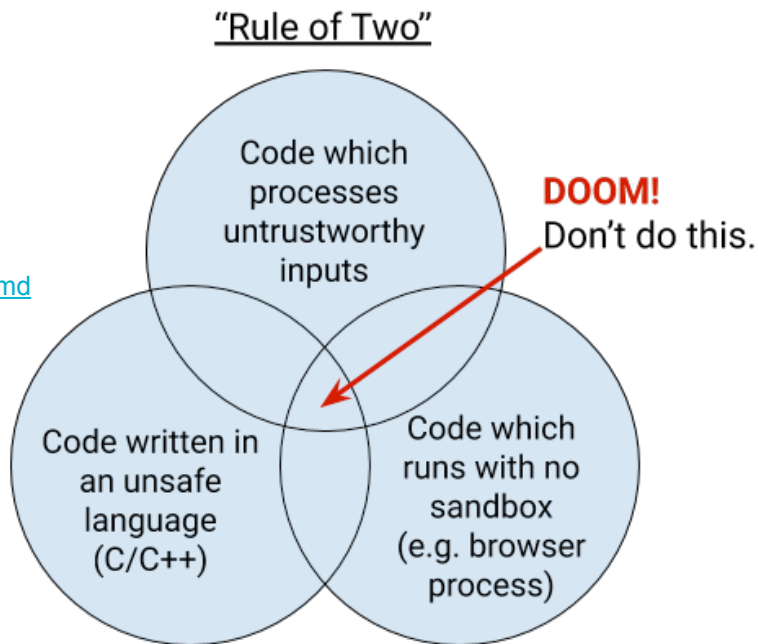 “Rule of Two”
Code which
processes
untrustworthy
inputs
DOOM!
Don’t do this.
md
Code written in
an unsafe
language
(C/C++)
Code which
runs with no
sandbox
(e.g. browser
process)